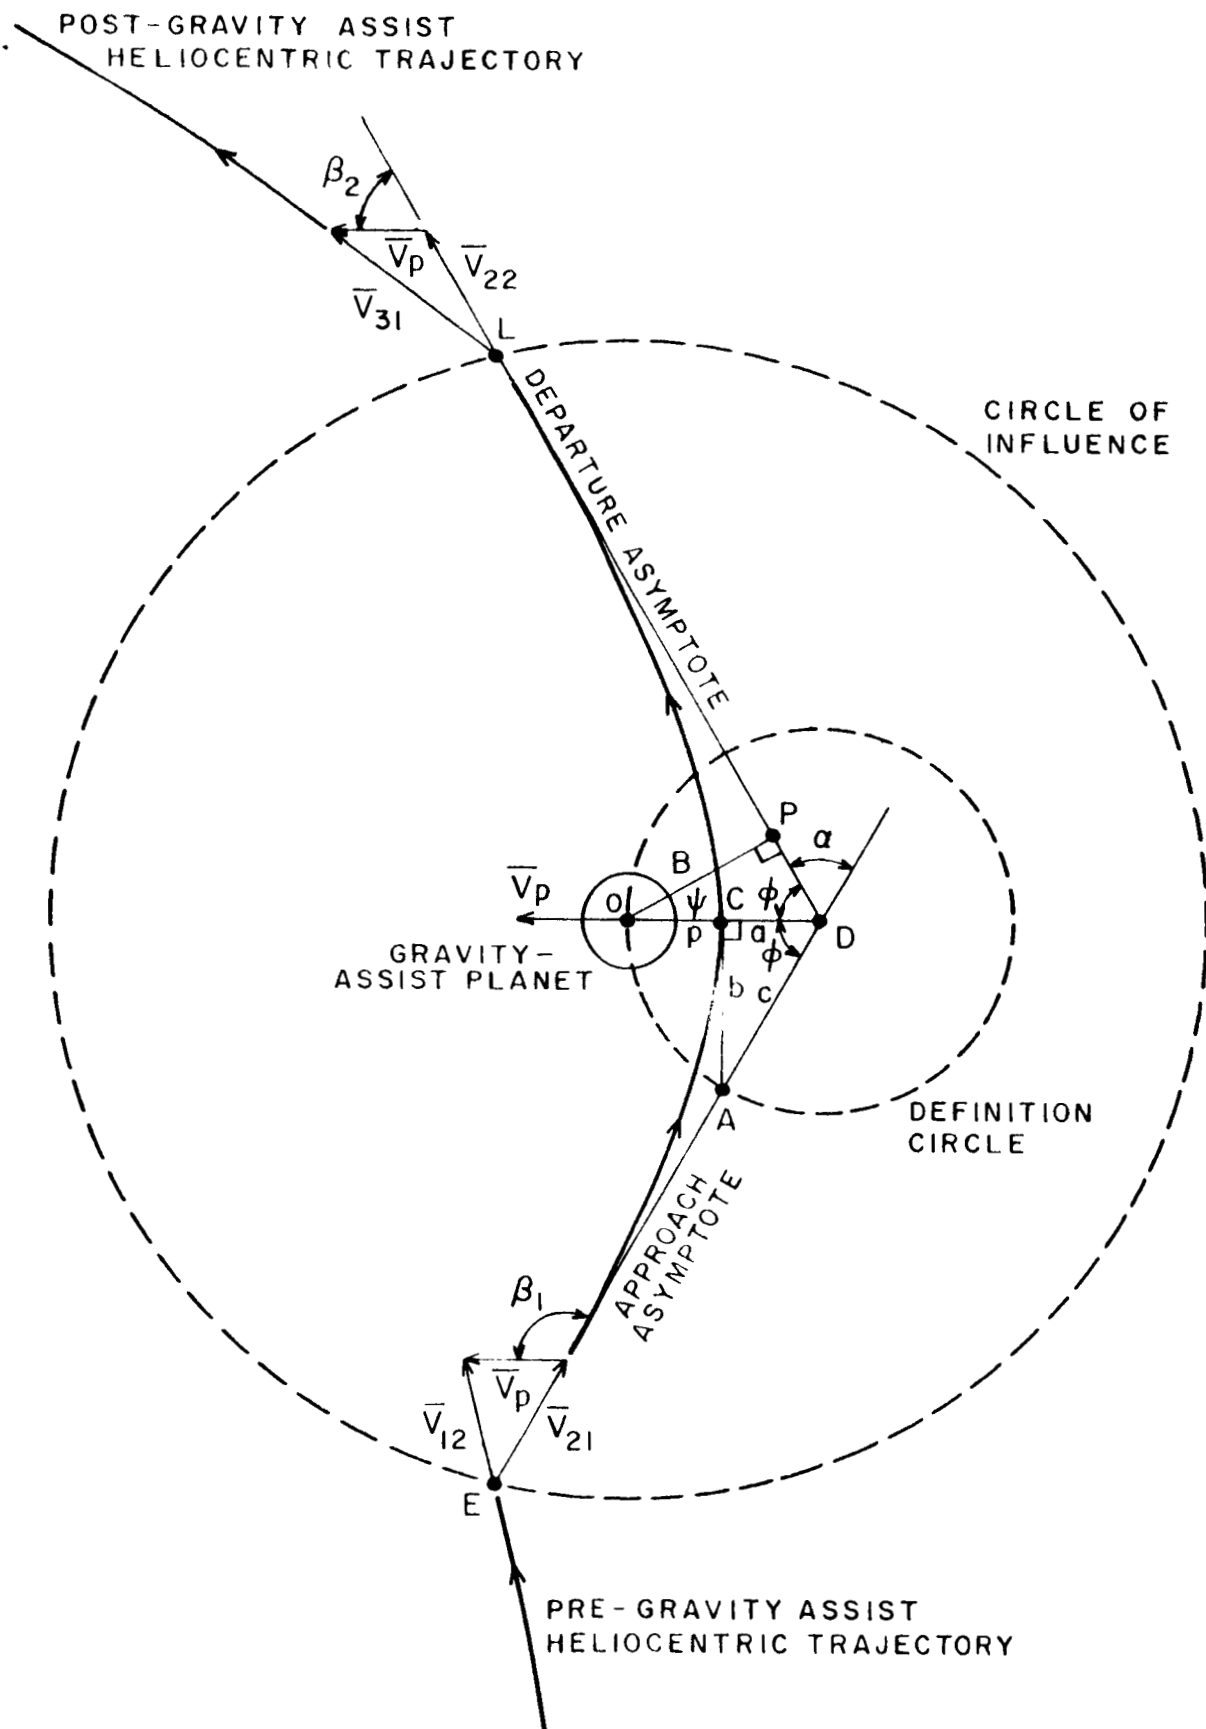 POST-GRAVITY ASSIST
HELIOCENTRIC TRAJECTORY
β2
V̅p
V̅22
V̅31
L
DEPARTURE ASYMPTOTE
CIRCLE OF
INFLUENCE
P
α
B
V̅p
O
ψ
C
ϕ
p
a
D
GRAVITY-
ASSIST PLANET
ϕ
b
c
A
DEFINITION
CIRCLE
APPROACH
ASYMPTOTE
β1
V̅p
V̅12
V̅21
E
PRE-GRAVITY ASSIST
HELIOCENTRIC TRAJECTORY